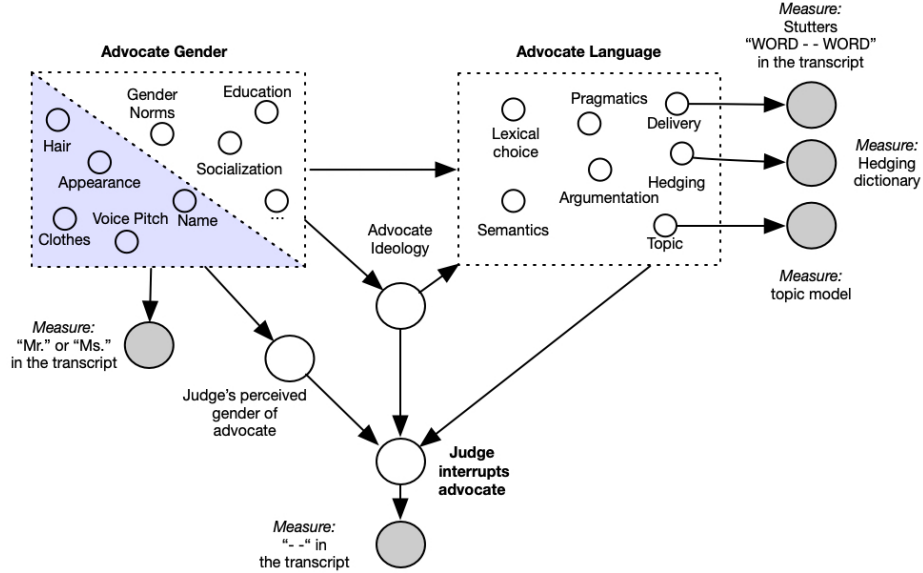 Measure:
Stutters
“WORD - - WORD”
in the transcript
Advocate Gender
Advocate Language
Hair
Gender
Norms
Education
Appearance
Socialization
Clothes
Voice Pitch
Name
...
Lexical
choice
Pragmatics
Delivery
Argumentation
Hedging
Semantics
Topic
Measure:
Hedging
dictionary
Measure:
topic model
Advocate
Ideology
Measure:
“Mr.” or “Ms.”
in the transcript
Judge’s perceived
gender of
advocate
Judge
interrupts
advocate
Measure:
“- -“ in
the transcript